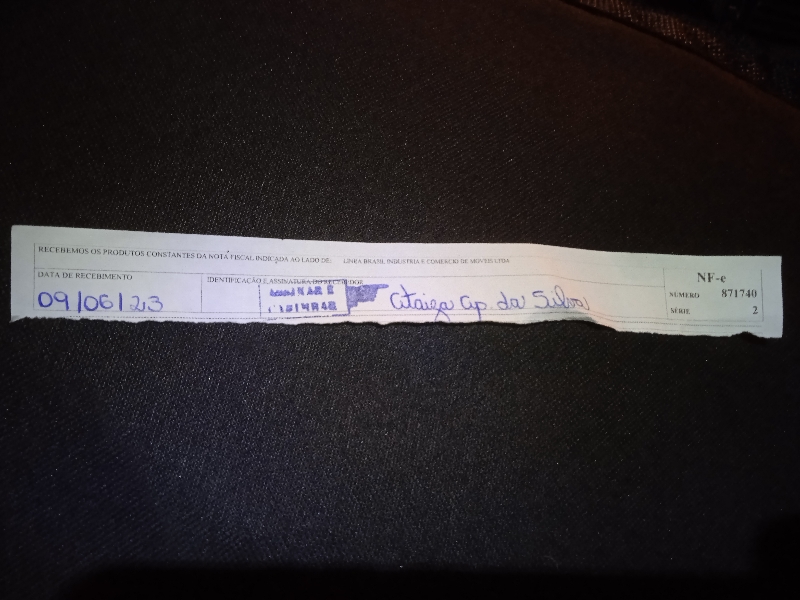 RECEBEMOS OS PRODUTOS CONSTANTES DA NOTA FISCAL INDICADA AO LADO DE: LINEA BRASIL INDUSTRIA E COMERCIO DE MOVEIS LTDA
DATA DE RECEBIMENTO
09/06/23
IDENTIFICAÇÃO E ASSINATURA DO RECEBEDOR
Ap. da Silva
NF-e
NUMERO 871740
SÉRIE 2